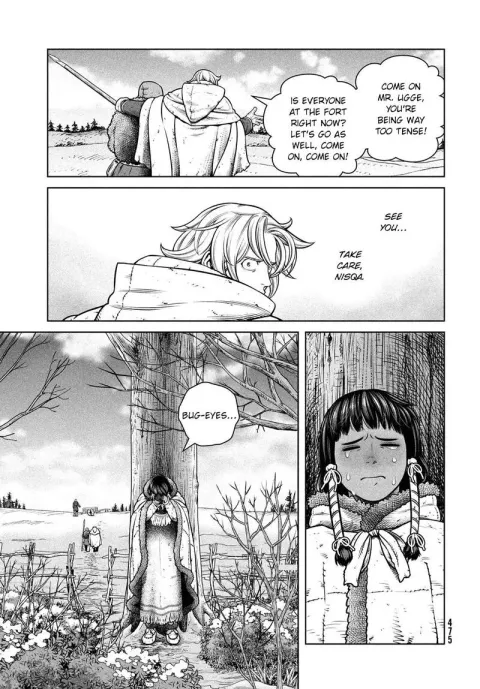 COME ON
MR. UGGE,
YOU'RE
BEING WAY
TOO TENSE!
IS EVERYONE
AT THE FORT
RIGHT NOW?
LET'S GO AS
WELL, COME
ON, COME ON!
SEE
YOU...
TAKE
CARE,
NISQA.
BUG-EYES...
475